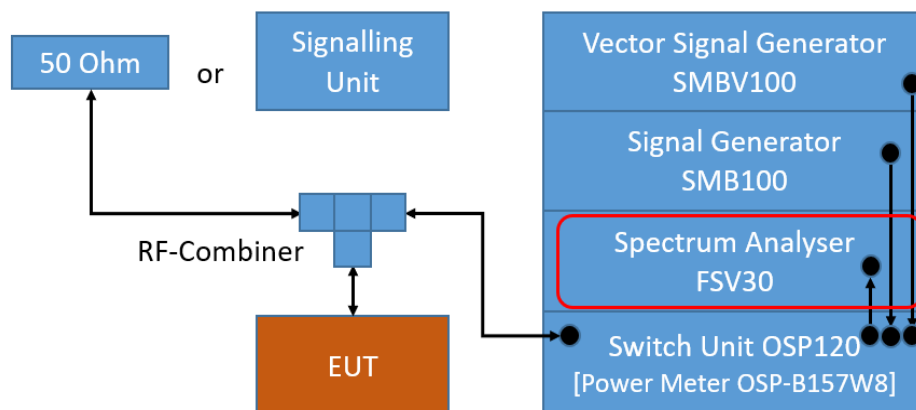 50 Ohm
or
Signalling
Unit
RF-Combiner
EUT
Vector Signal Generator
SMBV100
Signal Generator
SMB100
Spectrum Analyser
FSV30
Switch Unit OSP120
[Power Meter OSP-B157W8]